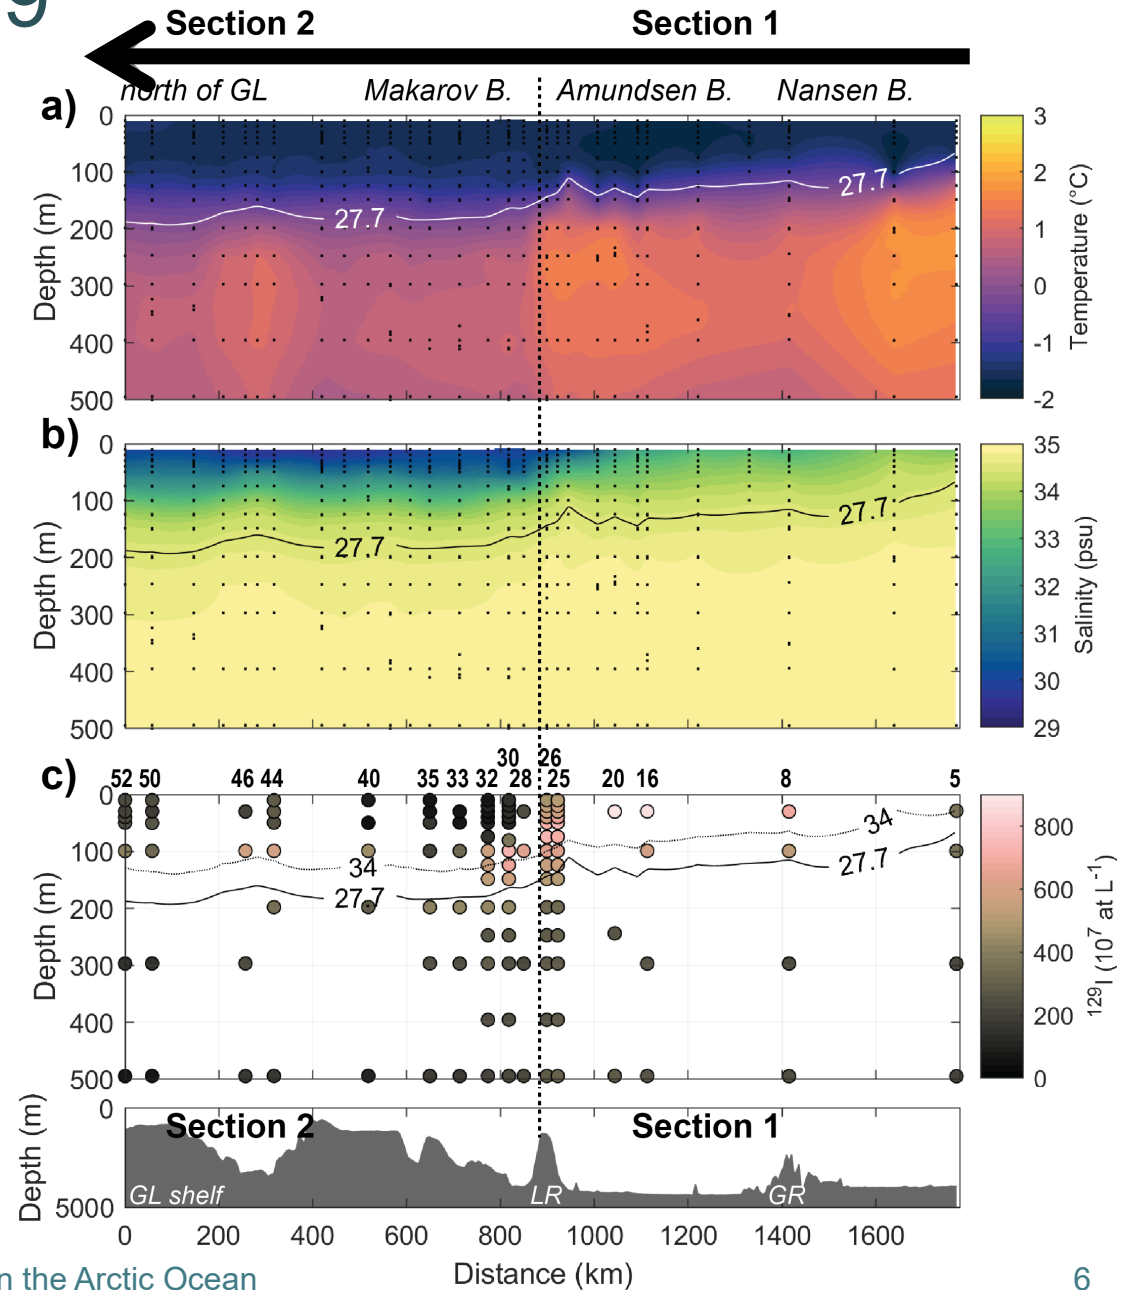 9
Section 2 Section 1
north of GL Makarov B. Amundsen B. Nansen B.
a)
0
100
200
300
400
500
Depth (m)
27.7
27.7
3
2
1
0
-1
-2
Temperature (°C)
b)
0
100
200
300
400
500
Depth (m)
27.7
27.7
35
34
33
32
31
30
29
Salinity (psu)
c)
30 26
52 50 46 44 40 35 33 32 28 25 20 16 8 5
0
100
200
300
400
500
Depth (m)
34
27.7
34
27.7
800
600
400
200
0
129I (10^7 at L^-1)
0
5000
Depth (m)
Section 2 Section 1
GL shelf LR GR
0 200 400 600 800 1000 1200 1400 1600
Distance (km)
n the Arctic Ocean 6